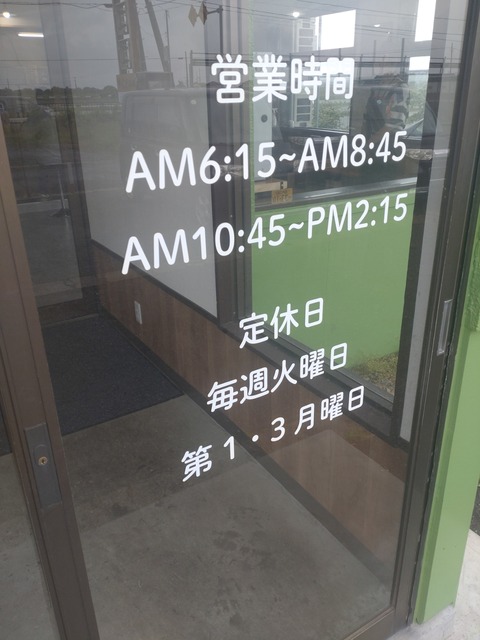 営業時間
AM6:15~AM8:45
AM10:45~PM2:15
定休日
毎週火曜日
第1・3月曜日